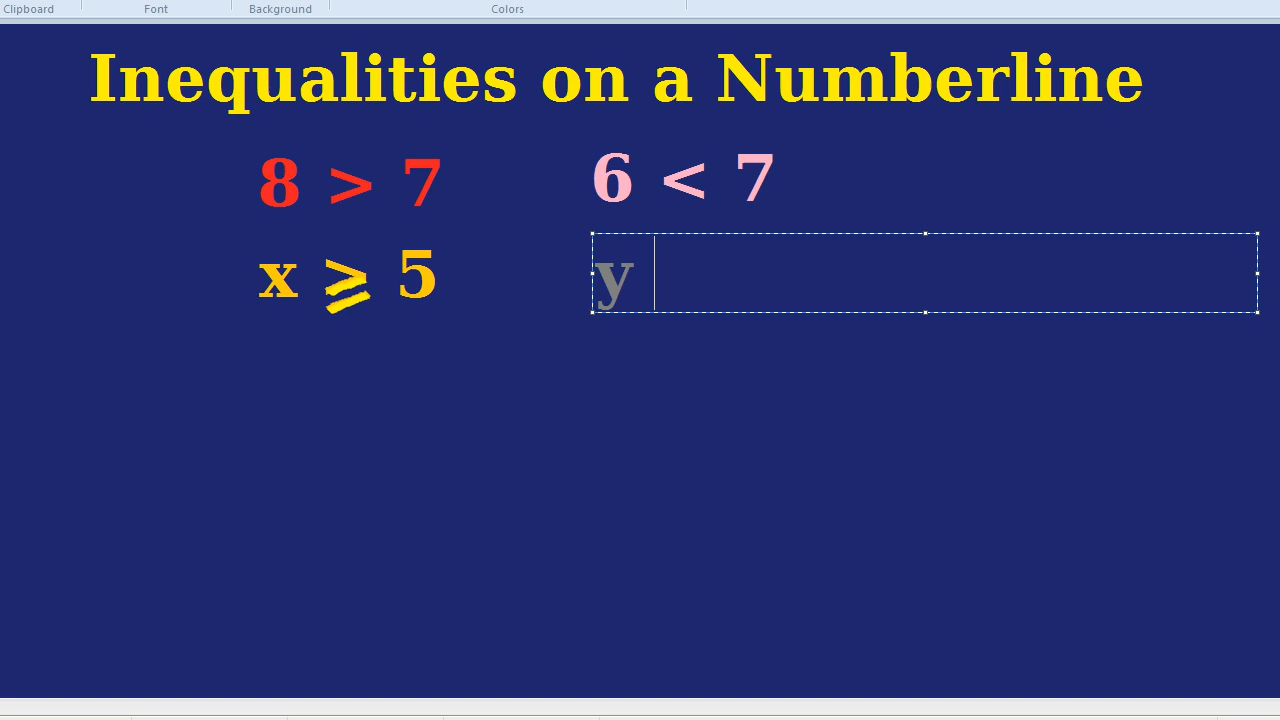 Clipboard Font Background Colors
Inequalities on a Numberline
8 > 7 6 < 7
x ⩾ 5 y